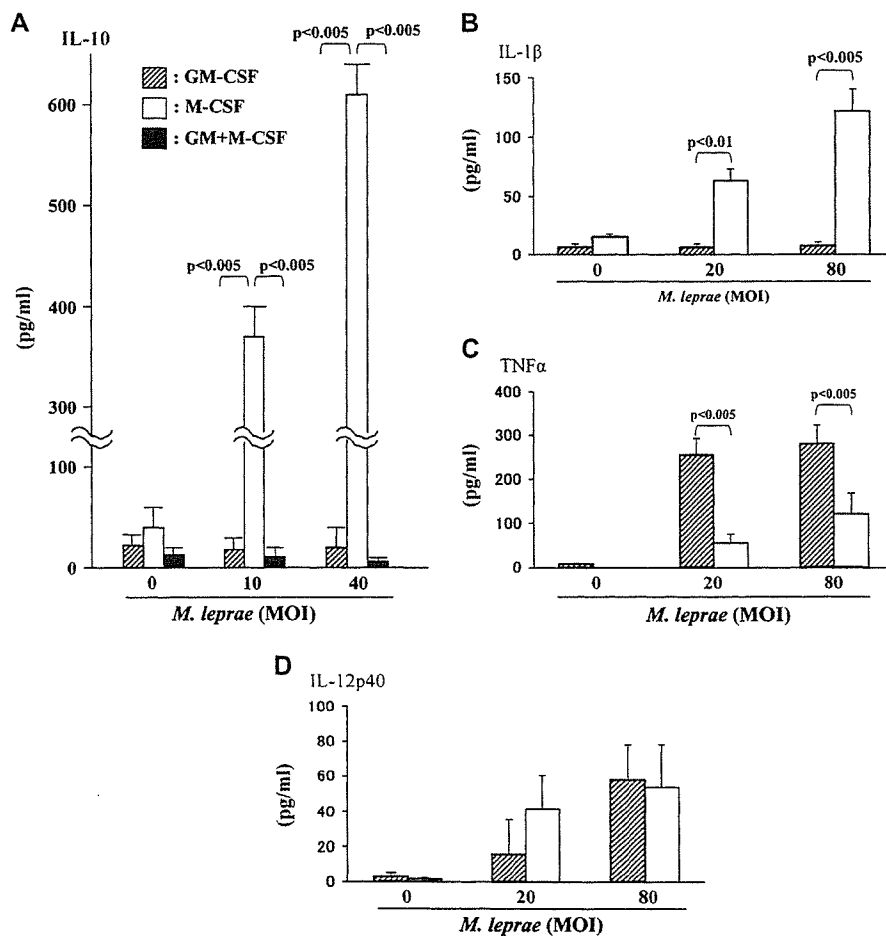 A
IL-10
p<0.005
p<0.005
: GM-CSF
: M-CSF
: GM+M-CSF
600
500
400
300
100
0
(pg/ml)
p<0.005
p<0.005
0
10
40
M. leprae (MOI)
B
IL-1β
150
100
50
0
(pg/ml)
p<0.01
p<0.005
0
20
80
M. leprae (MOI)
C
TNFα
400
300
200
100
0
(pg/ml)
p<0.005
p<0.005
0
20
80
M. leprae (MOI)
D
IL-12p40
100
80
60
40
20
0
(pg/ml)
0
20
80
M. leprae (MOI)